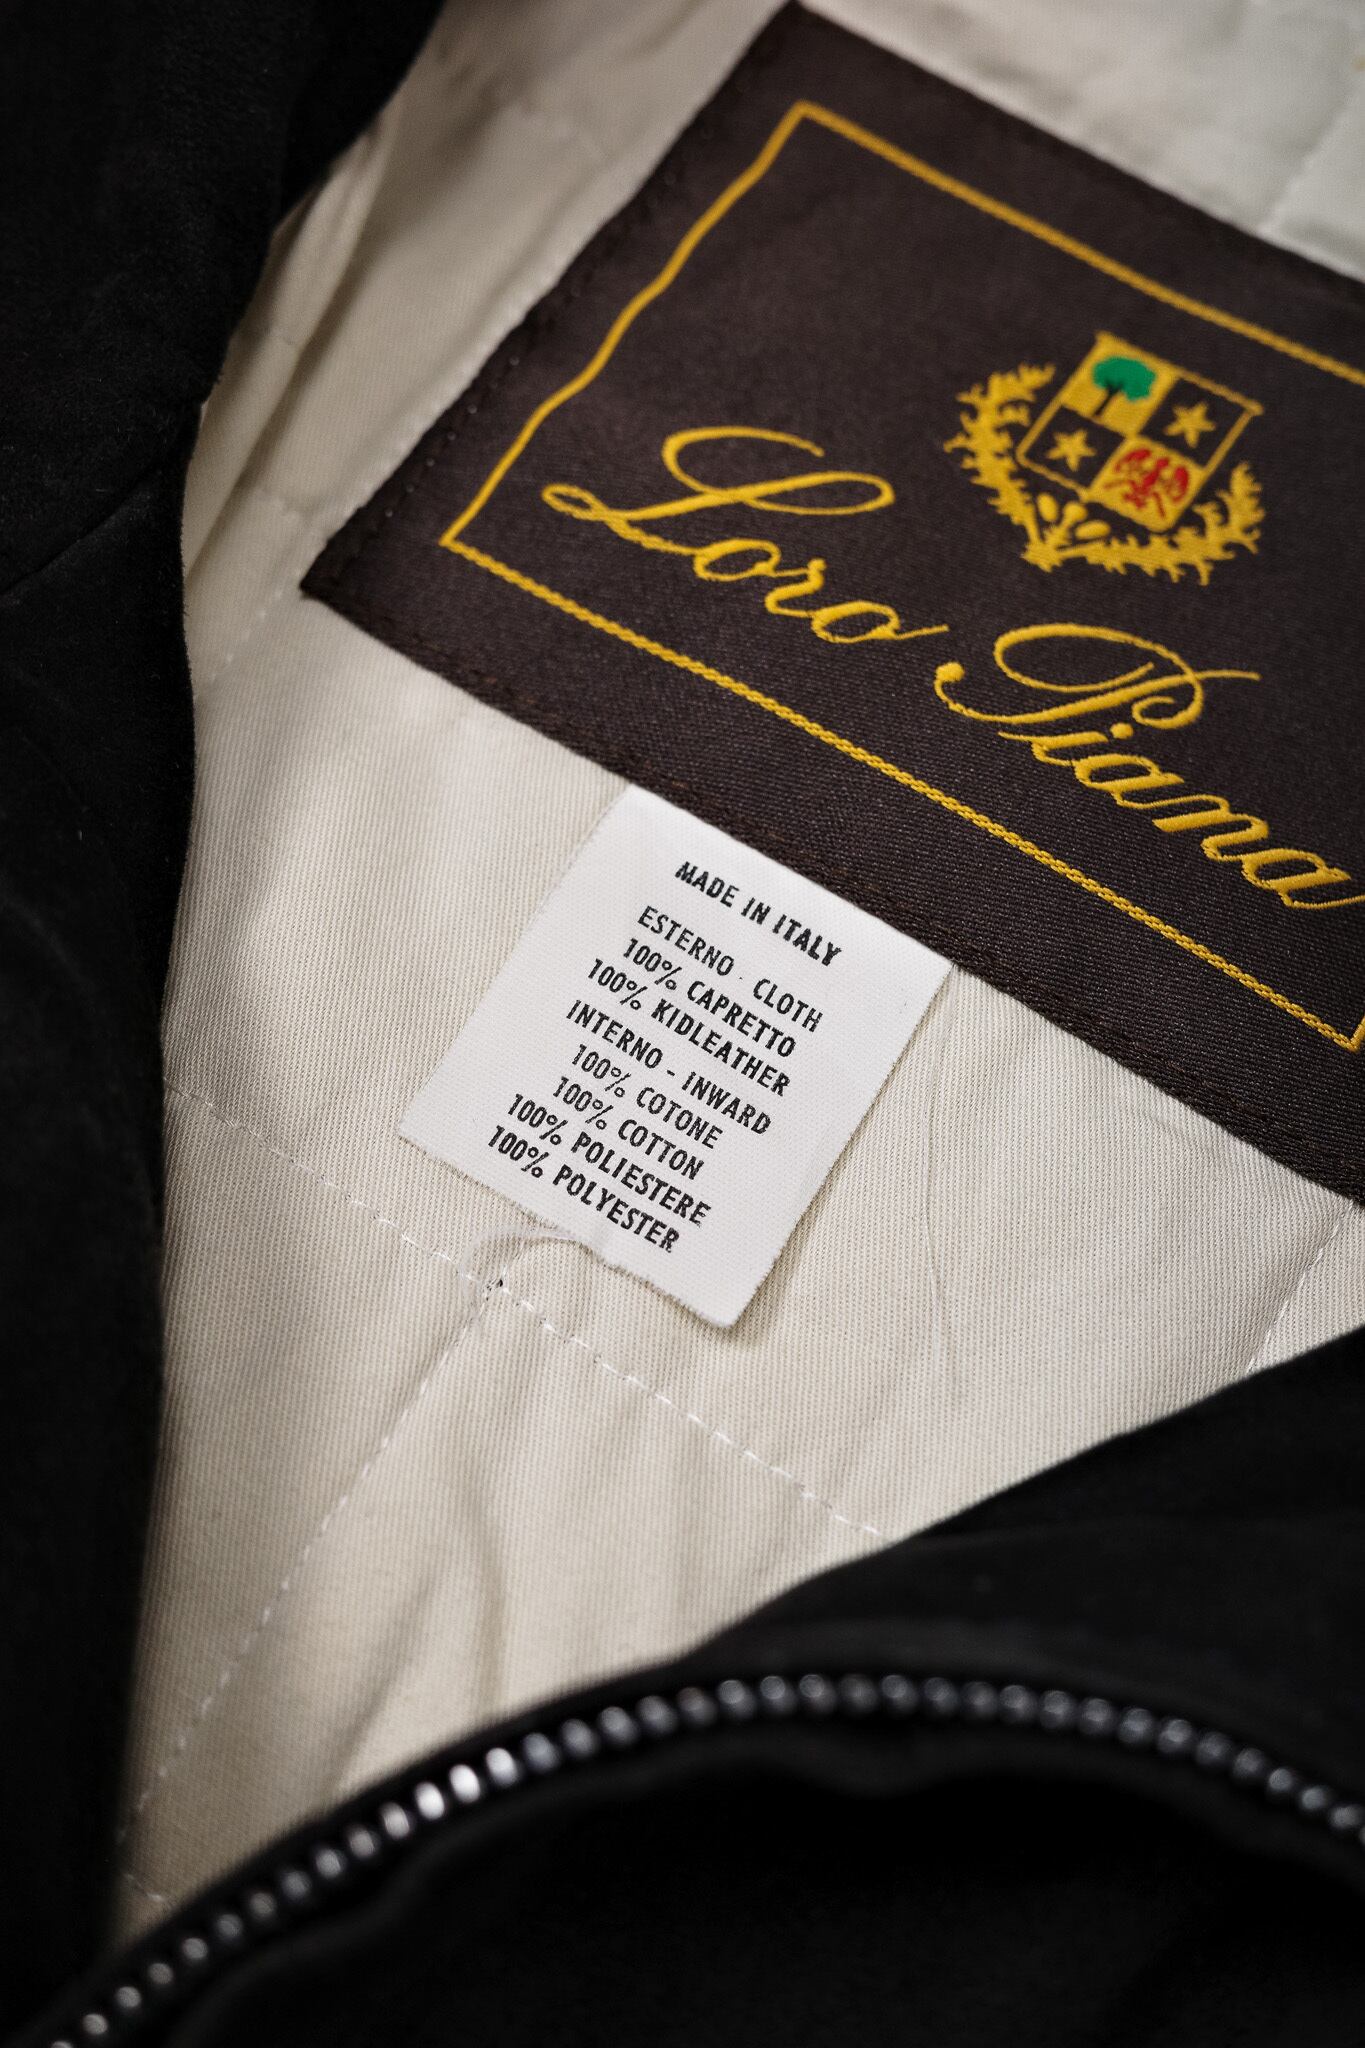 Loro Piana
MADE IN ITALY
ESTERNO - CLOTH
100% CAPRETTO
100% KIDLEATHER
INTERNO - INWARD
100% COTONE
100% COTTON
100% POLIESTERE
100% POLYESTER